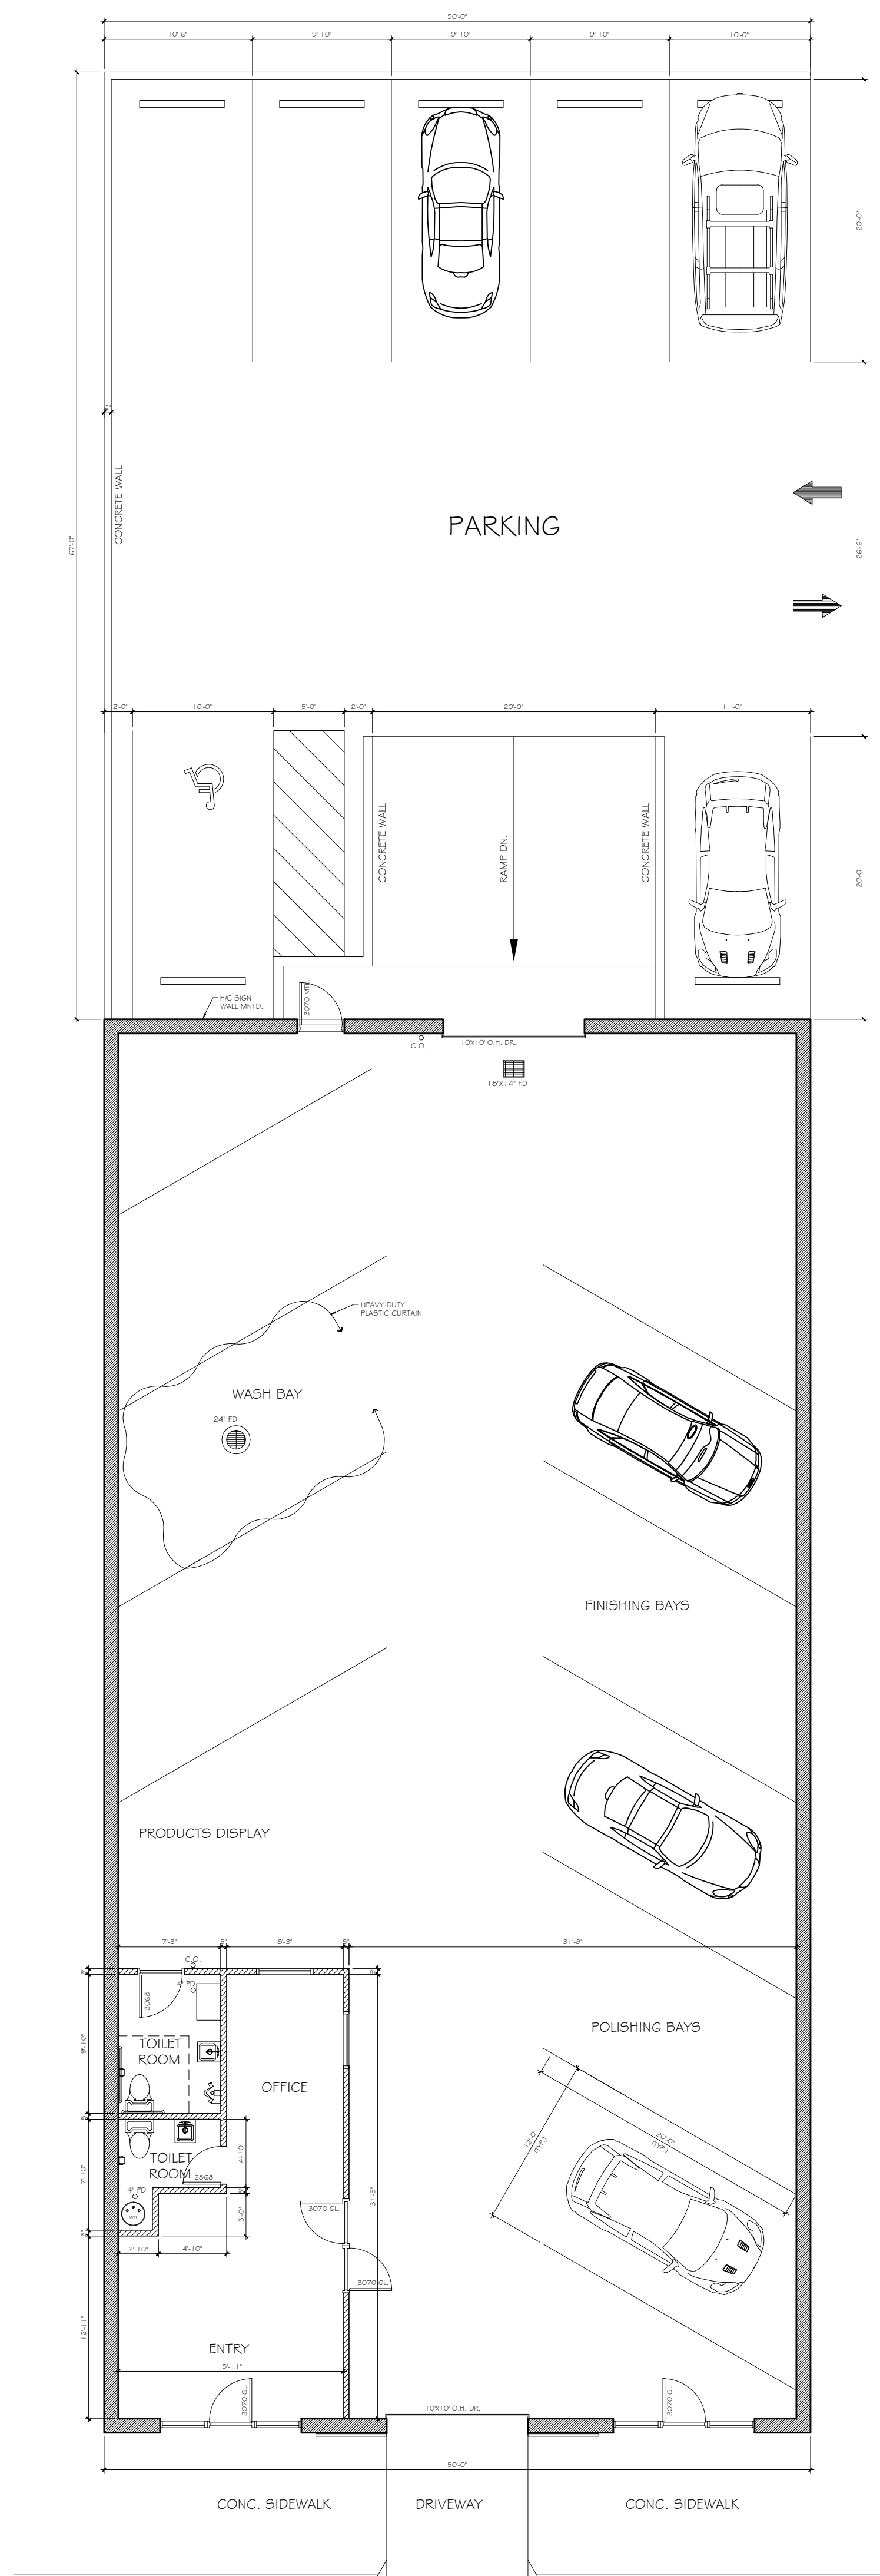 50'-0"
10'-6"
9'-10"
9'-10"
9'-10"
10'-0"
20'-0"
CONCRETE WALL
67'-0"
PARKING
26'-6"
2'-0"
10'-0"
5'-0"
2'-0"
20'-0"
11'-0"
CONCRETE WALL
RAMP DN.
CONCRETE WALL
20'-0"
H/C SIGN
WALL MNTD.
3070 MTL.
C.O.
10'X10' O.H. DR.
18"X14" FD
HEAVY-DUTY
PLASTIC CURTAIN
WASH BAY
24" FD
FINISHING BAYS
PRODUCTS DISPLAY
7'-3"
5"
8'-3"
5"
31'-8"
C.O.
4" FD
3068
5"
5"
9'-10"
TOILET
ROOM
POLISHING BAYS
OFFICE
5"
12'-0"
(TYP.)
20'-0"
(TYP.)
7'-10"
TOILET
ROOM
2868
4'-10"
4" FD
WH
3'-0"
31'-5"
3070 GL.
5"
2'-10"
4'-10"
3070 GL.
12'-11"
ENTRY
15'-11"
3070 GL.
10'X10' O.H. DR.
3070 GL.
50'-0"
CONC. SIDEWALK
DRIVEWAY
CONC. SIDEWALK